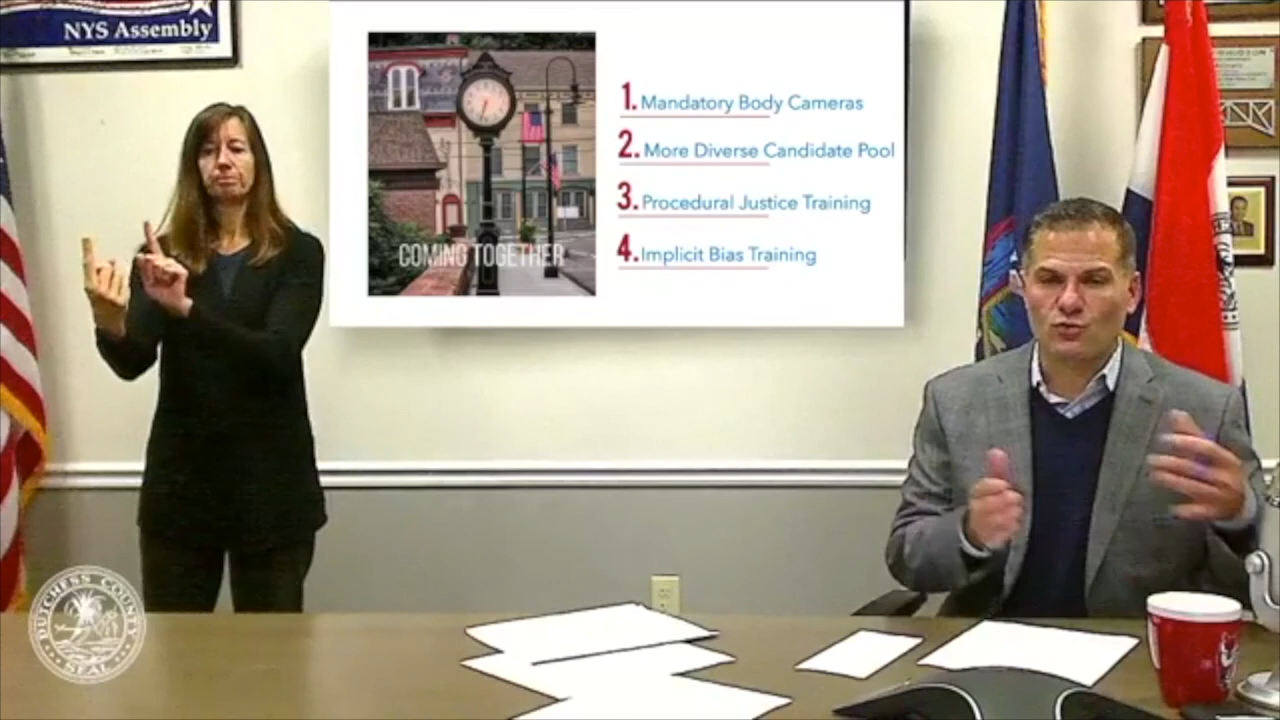 NYS Assembly
COMING TOGETHER
1. Mandatory Body Cameras
2. More Diverse Candidate Pool
3. Procedural Justice Training
4. Implicit Bias Training
DUTCHESS COUNTY
SEAL